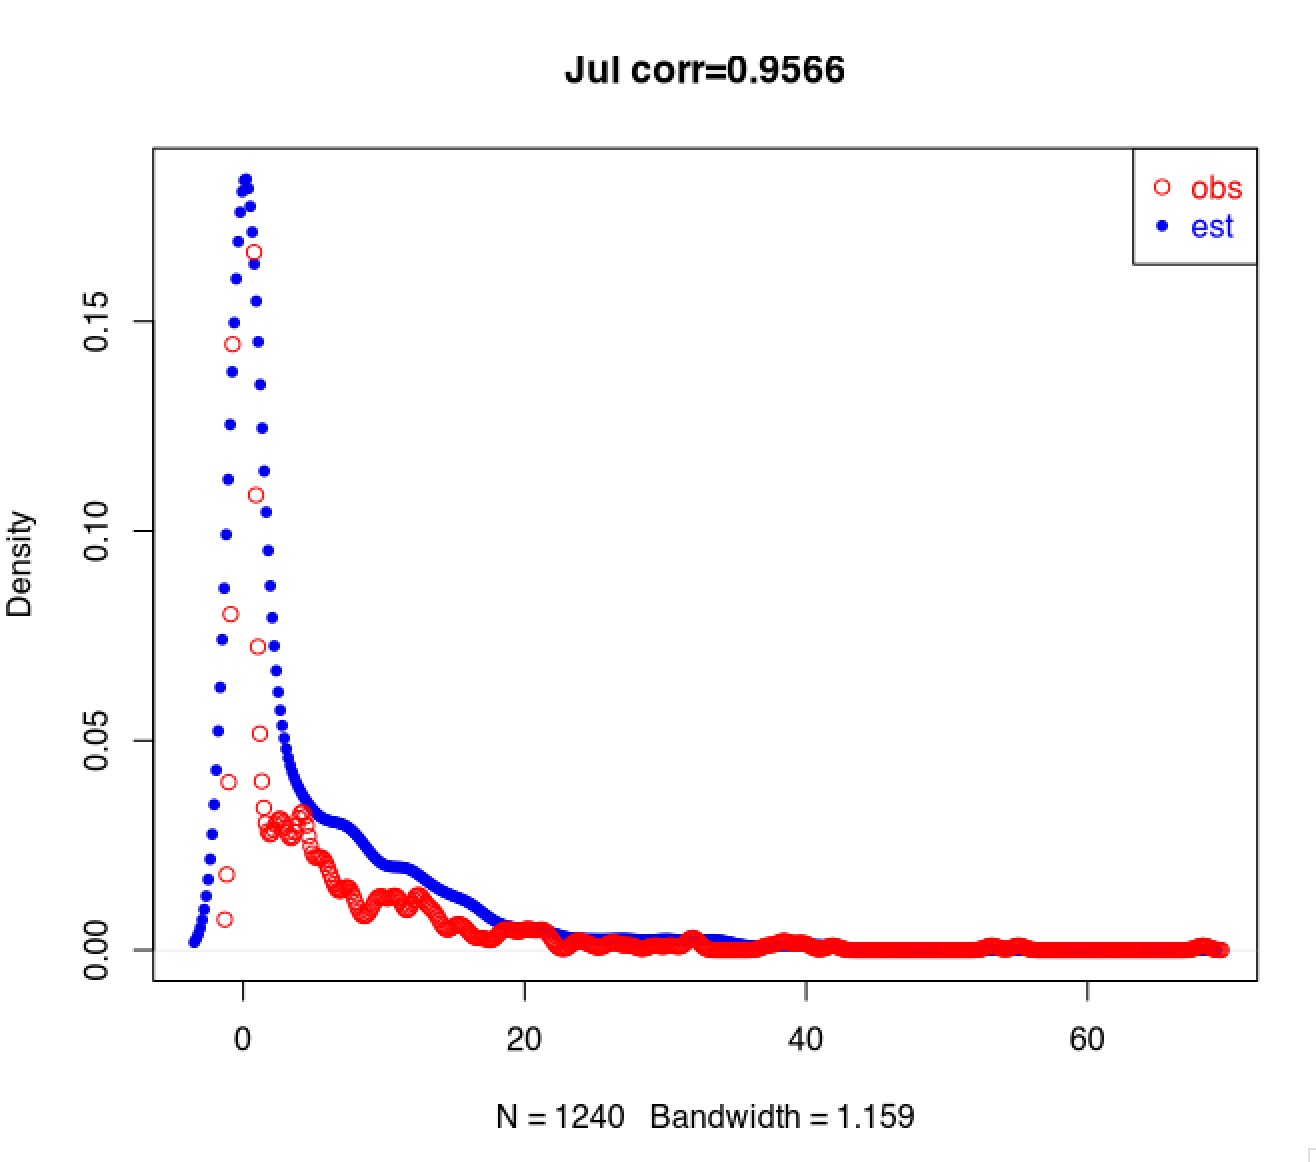 Jul corr=0.9566
obs
est
Density
0.15
0.10
0.05
0.00
0 20 40 60
N = 1240 Bandwidth = 1.159